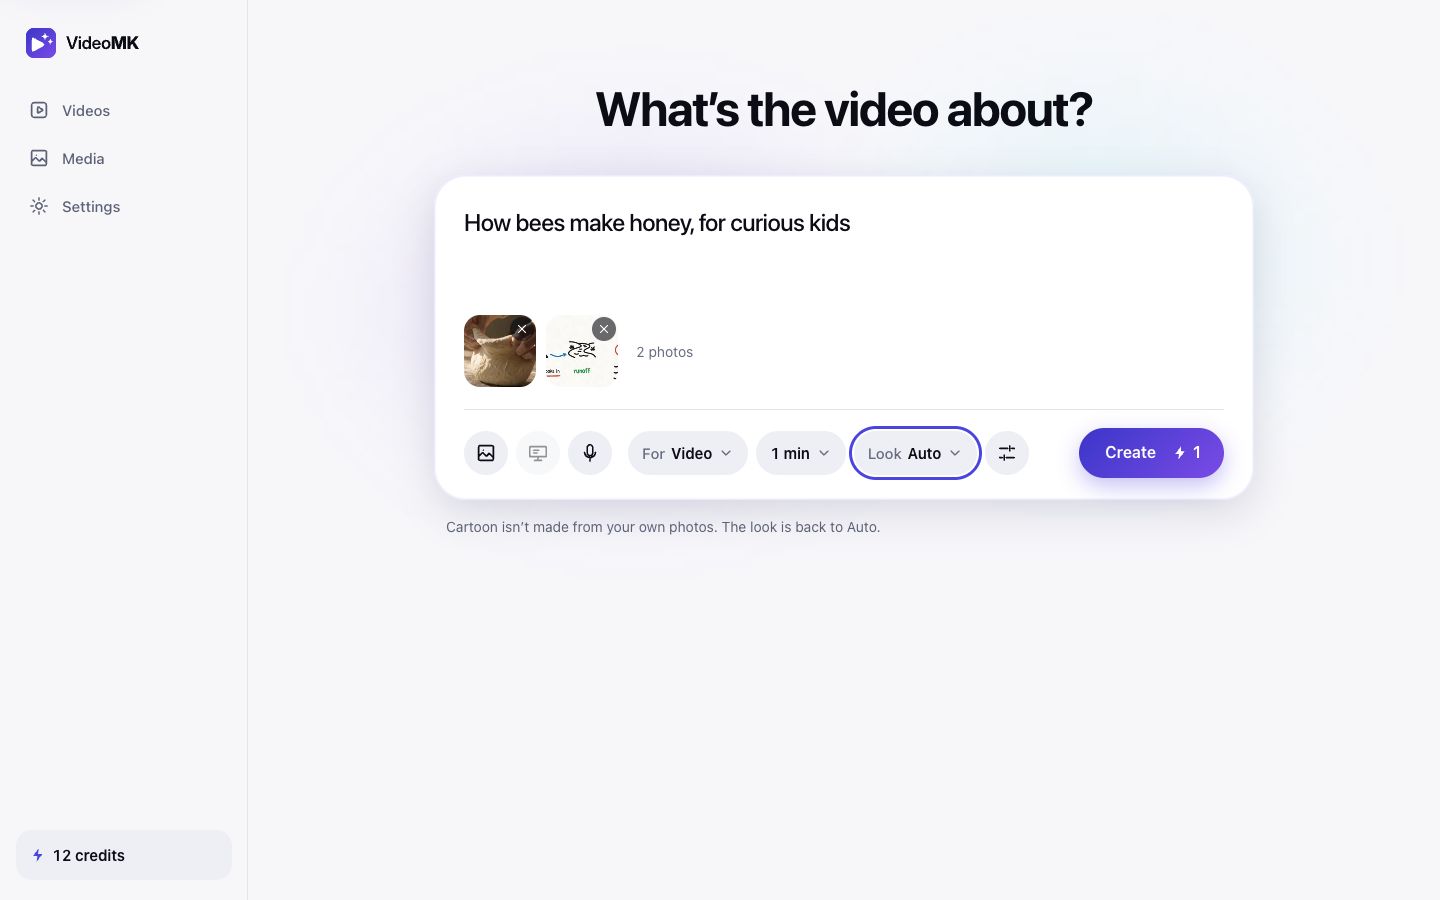 VideoMK
Videos
Media
Settings
What's the video about?
How bees make honey, for curious kids
runoff
2 photos
For Video
1 min
Look Auto
Create 1
Cartoon isn't made from your own photos. The look is back to Auto.
12 credits